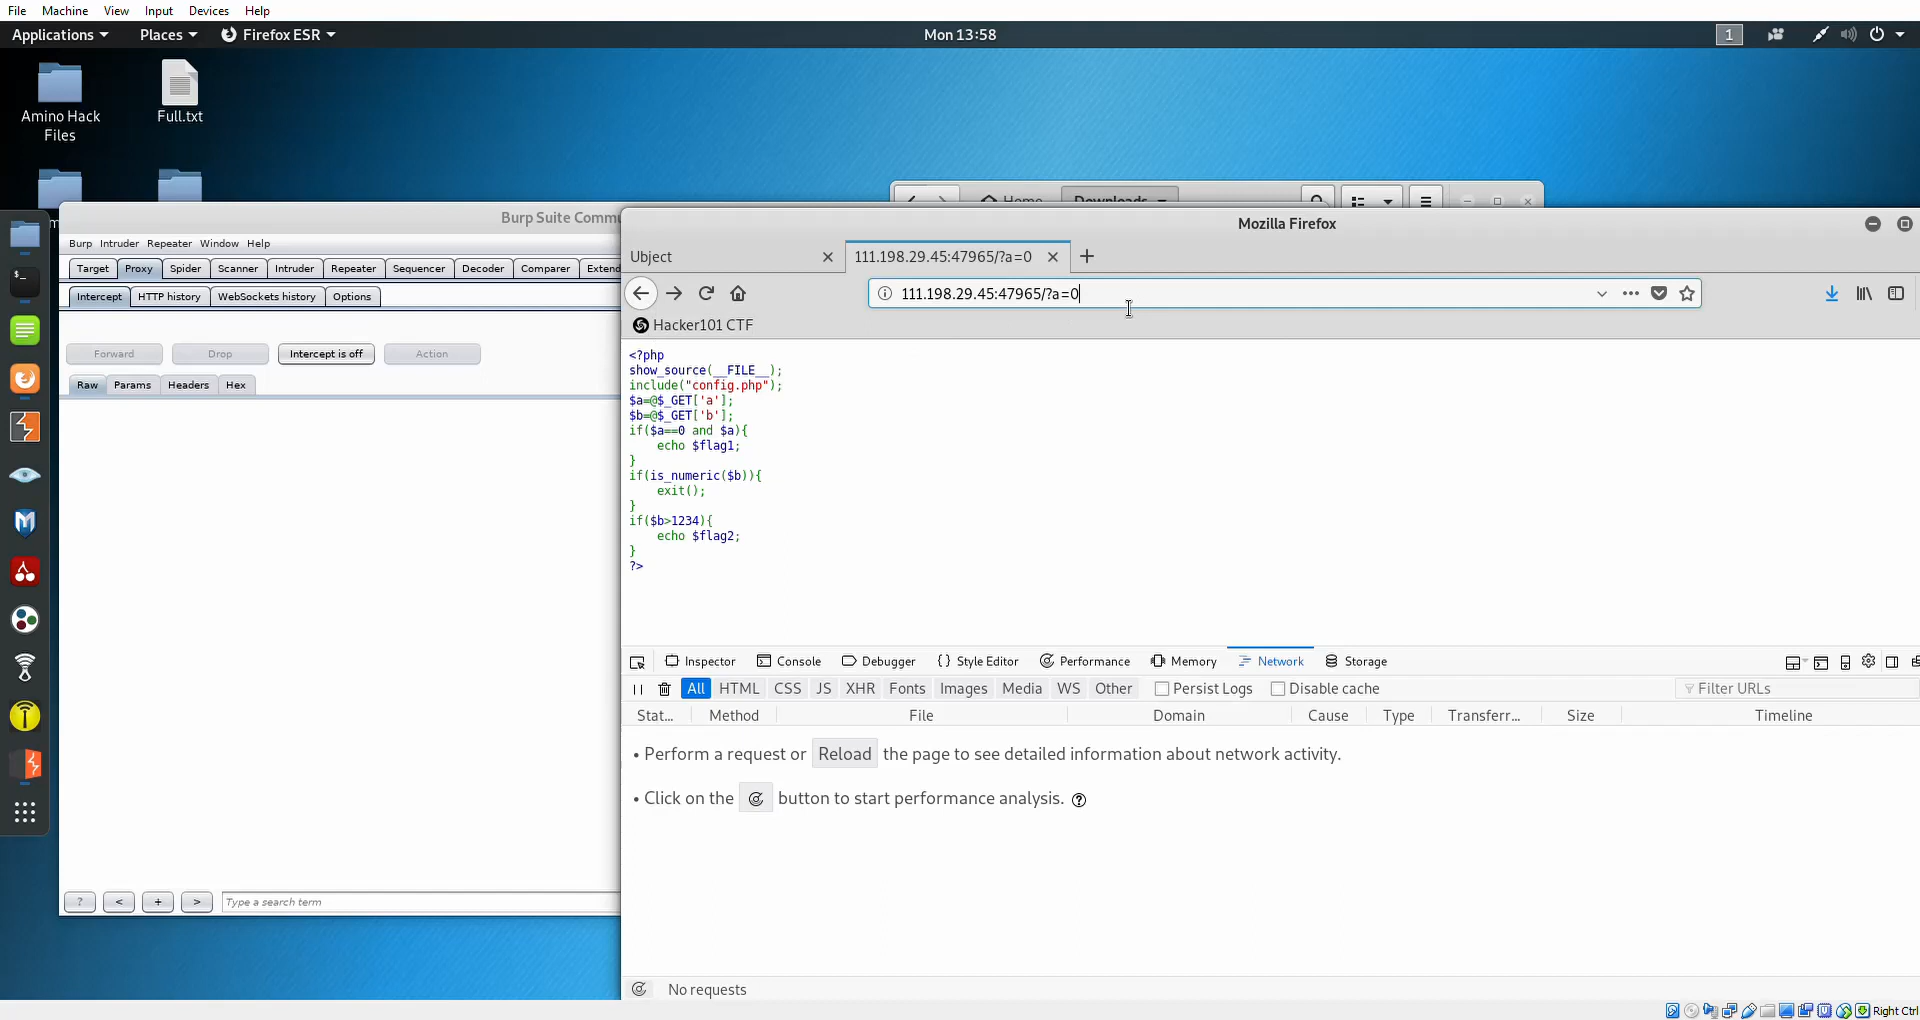 File Machine View Input Devices Help
Applications Places Firefox ESR Mon 13:58 1
Amino Hack Files
Full.txt
Home Downloads
Burp Suite Commu
Burp Intruder Repeater Window Help
Target Proxy Spider Scanner Intruder Repeater Sequencer Decoder Comparer Extend
Intercept HTTP history WebSockets history Options
Forward Drop Intercept is off Action
Raw Params Headers Hex
? < + > Type a search term
Mozilla Firefox
Ubject 111.198.29.45:47965/?a=0
111.198.29.45:47965/?a=0
Hacker101 CTF
<?php
show_source(__FILE__);
include("config.php");
$a=@$_GET['a'];
$b=@$_GET['b'];
if($a==0 and $a){
    echo $flag1;
}
if(is_numeric($b)){
    exit();
}
if($b>1234){
    echo $flag2;
}
?>
Inspector Console Debugger Style Editor Performance Memory Network Storage
All HTML CSS JS XHR Fonts Images Media WS Other Persist Logs Disable cache Filter URLs
Stat... Method File Domain Cause Type Transferr... Size Timeline
• Perform a request or Reload the page to see detailed information about network activity.
• Click on the button to start performance analysis. ?
No requests
Right Ctrl